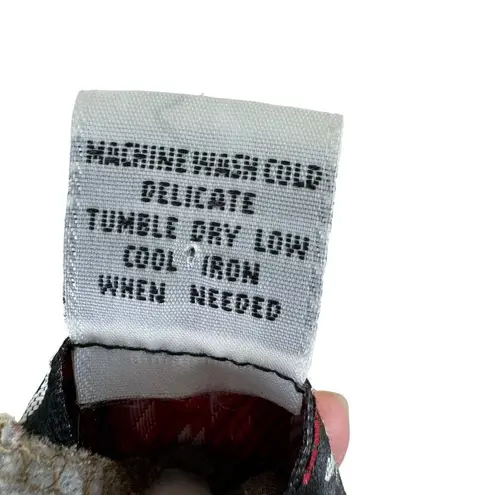 MACHINE WASH COLD
DELICATE
TUMBLE DRY LOW
COOL IRON
WHEN NEEDED